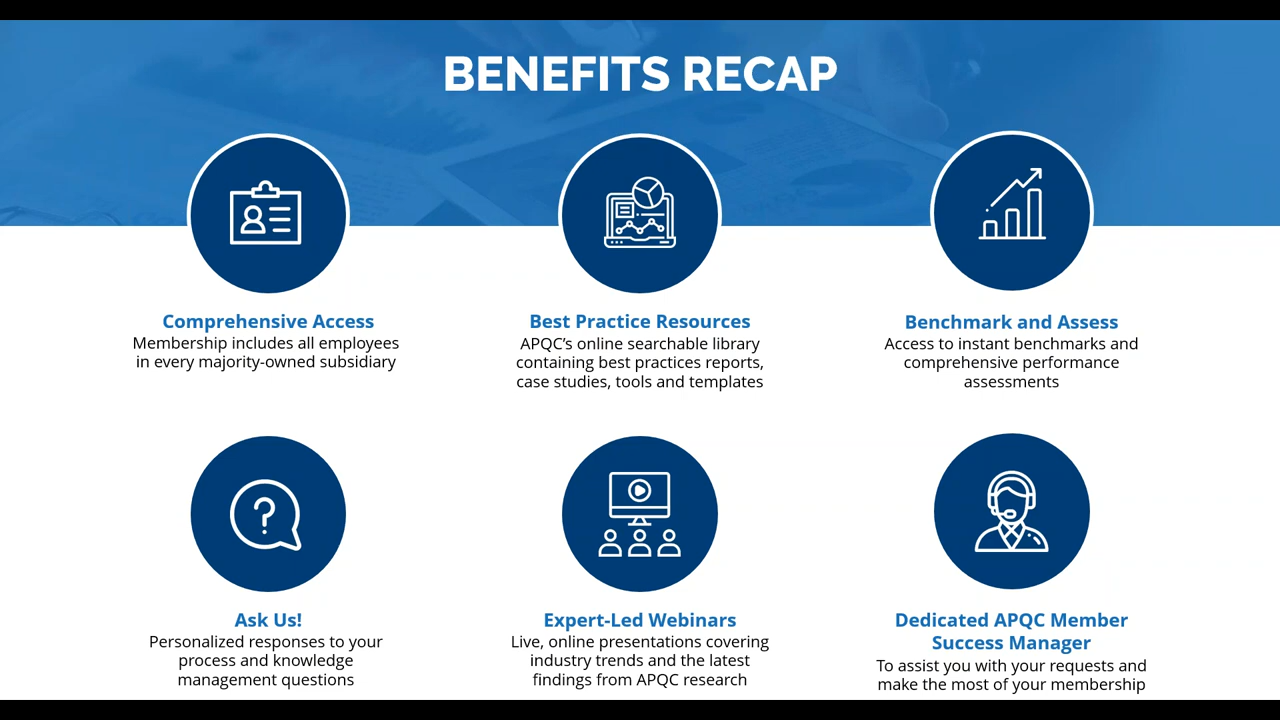 BENEFITS RECAP
Comprehensive Access
Membership includes all employees
in every majority-owned subsidiary
Best Practice Resources
APQC’s online searchable library
containing best practices reports,
case studies, tools and templates
Benchmark and Assess
Access to instant benchmarks and
comprehensive performance
assessments
Ask Us!
Personalized responses to your
process and knowledge
management questions
Expert-Led Webinars
Live, online presentations covering
industry trends and the latest
findings from APQC research
Dedicated APQC Member
Success Manager
To assist you with your requests and
make the most of your membership